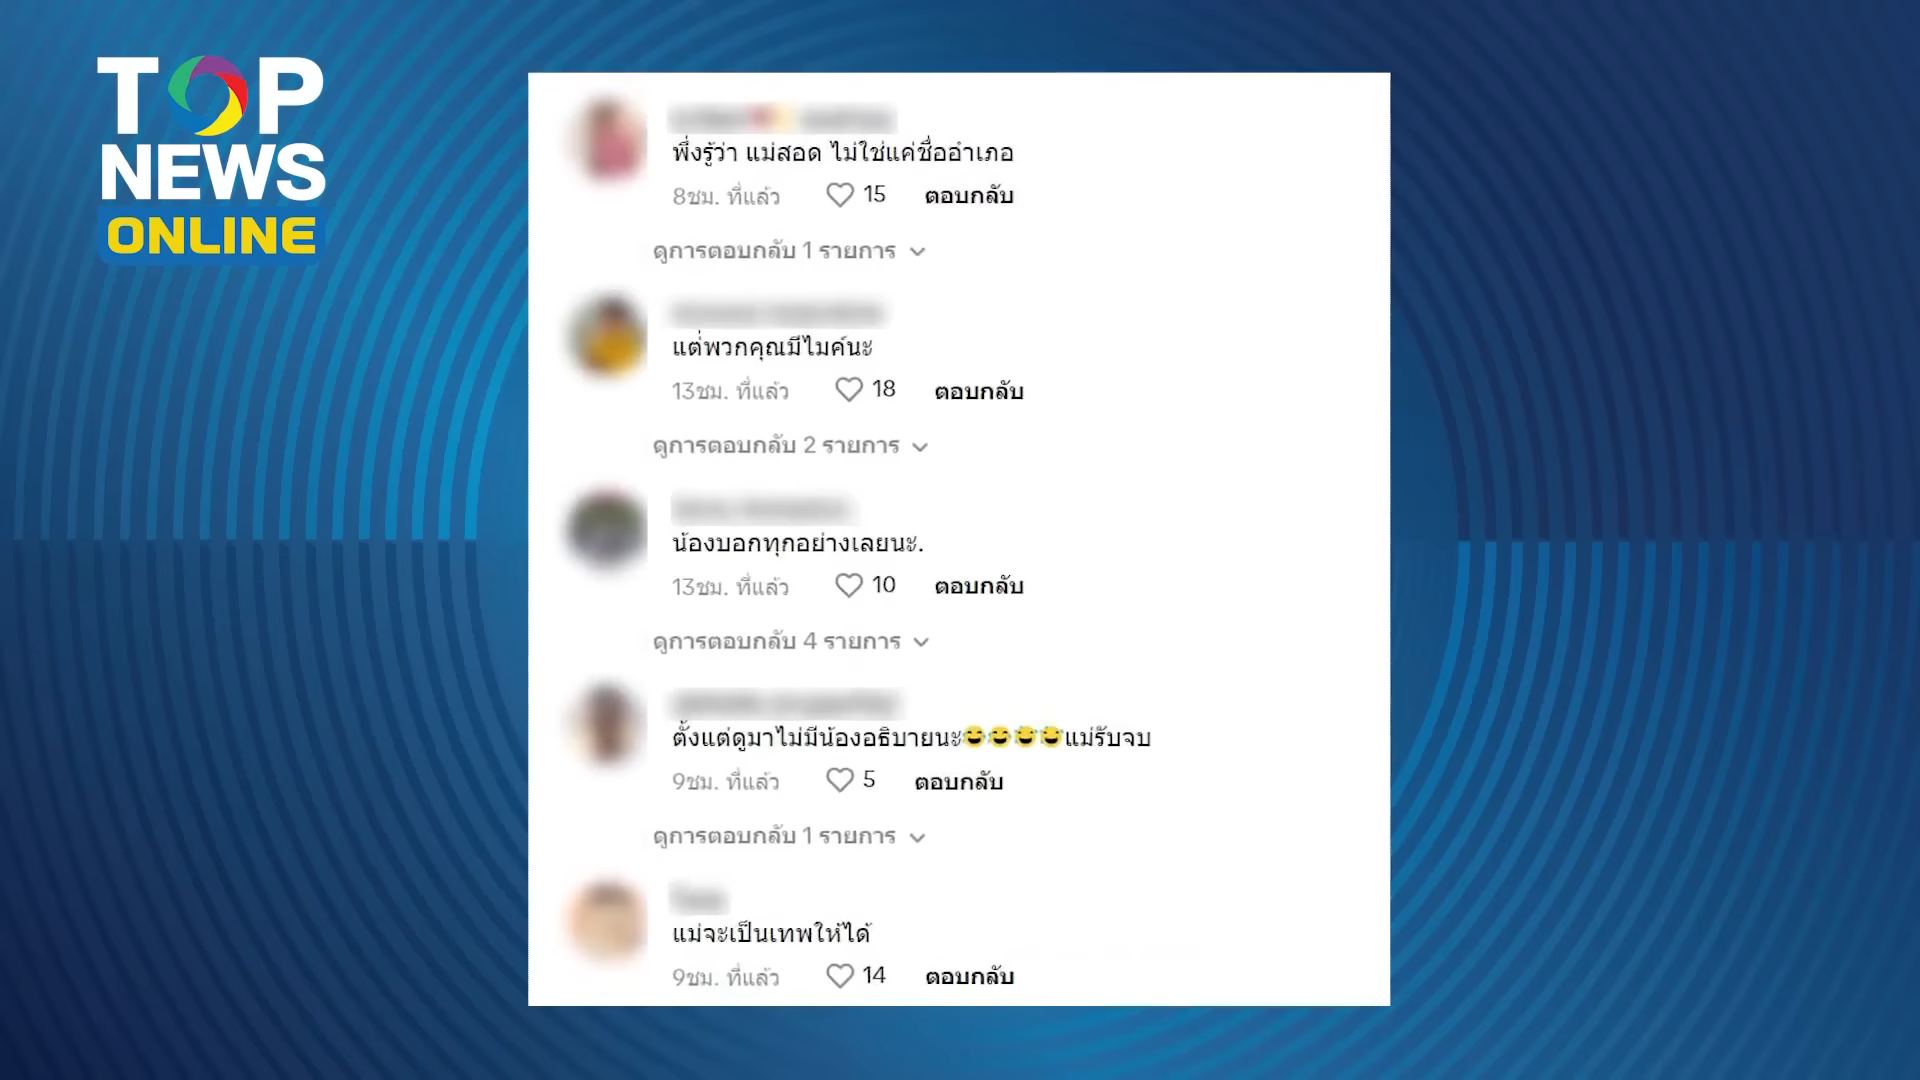 TOP
NEWS
ONLINE
พึ่งรู้ว่า แม่สอด ไม่ใช่แค่ชื่ออำเภอ
8ชม. ที่แล้ว 15 ตอบกลับ
ดูการตอบกลับ 1 รายการ
แต่พวกคุณมีไมค์นะ
13ชม. ที่แล้ว 18 ตอบกลับ
ดูการตอบกลับ 2 รายการ
น้องบอกทุกอย่างเลยนะ.
13ชม. ที่แล้ว 10 ตอบกลับ
ดูการตอบกลับ 4 รายการ
ตั้งแต่ดูมาไม่มีน้องอธิบายนะ😂😂😂😂แม่รับจบ
9ชม. ที่แล้ว 5 ตอบกลับ
ดูการตอบกลับ 1 รายการ
แม่จะเป็นเทพให้ได้
9ชม. ที่แล้ว 14 ตอบกลับ